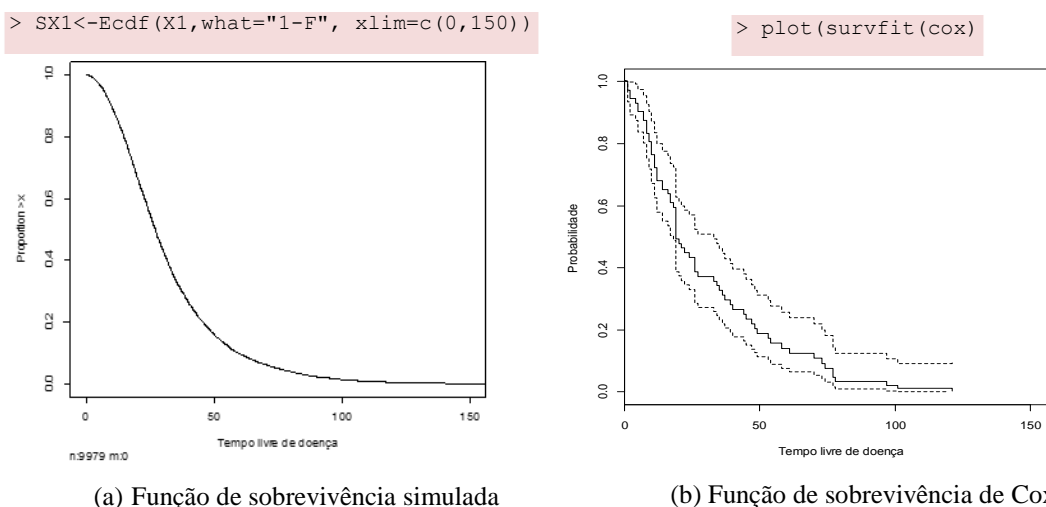 > SX1<-Ecdf(X1,what="1-F", xlim=c(0,150))
1.0
0.8
0.6
0.4
0.2
0.0
Proportion >x
0 50 100 150
Tempo livre de doença
n:9979 m:0
(a) Função de sobrevivência simulada
> plot(survfit(cox)
1.0
0.8
0.6
0.4
0.2
0.0
Probabilidade
0 50 100 150
Tempo livre de doença
(b) Função de sobrevivência de Cox